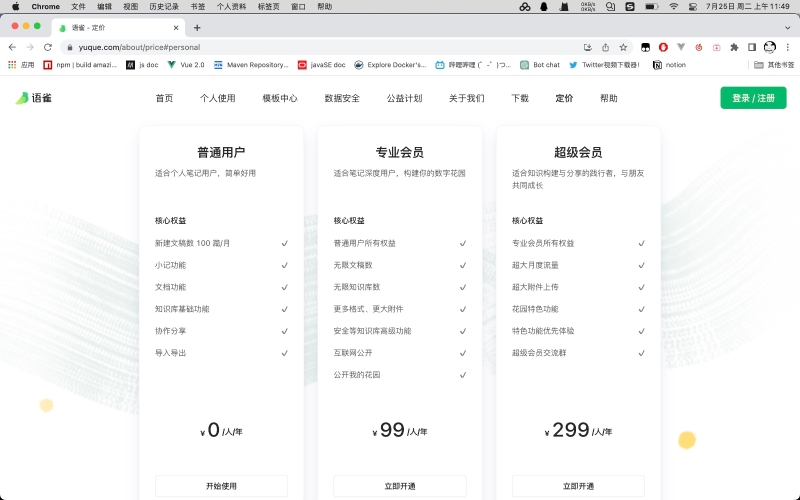 Chrome 文件 编辑 视图 历史记录 书签 个人资料 标签页 窗口 帮助 0KB/s 0KB/s 7月25日 周二 上午 11:49
语雀 - 定价
yuque.com/about/price#personal
应用 npm | build amazi... js doc Vue 2.0 Maven Repository... javaSE doc Explore Docker's... 哔哩哔哩 (゜-゜)つ... Bot chat Twitter视频下载器! notion 其他书签
语雀 首页 个人使用 模板中心 数据安全 公益计划 关于我们 下载 定价 帮助 登录 / 注册
普通用户
适合个人笔记用户，简单好用
核心权益
新建文稿数 100 篇/月
小记功能
文档功能
知识库基础功能
协作分享
导入导出
¥ 0 /人/年
开始使用
专业会员
适合笔记深度用户，构建你的数字花园
核心权益
普通用户所有权益
无限文稿数
无限知识库数
更多格式、更大附件
安全等知识库高级功能
互联网公开
公开我的花园
¥ 99 /人/年
立即开通
超级会员
适合知识构建与分享的践行者，与朋友
共同成长
核心权益
专业会员所有权益
超大月度流量
超大附件上传
花园特色功能
特色功能优先体验
超级会员交流群
¥ 299 /人/年
立即开通